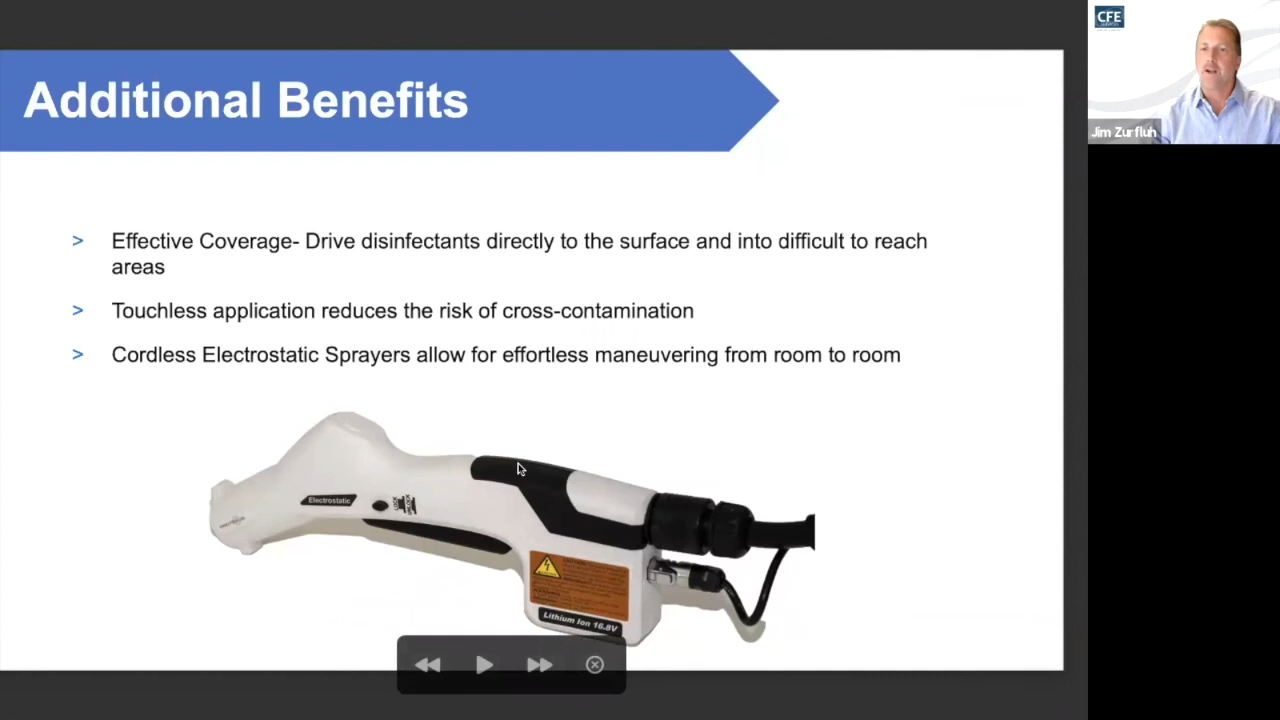 Additional Benefits
> Effective Coverage- Drive disinfectants directly to the surface and into difficult to reach
areas
> Touchless application reduces the risk of cross-contamination
> Cordless Electrostatic Sprayers allow for effortless maneuvering from room to room
Electrostatic
LOCK
UNLOCK
Lithium Ion 16.8V
CFE
Jim Zurfluh